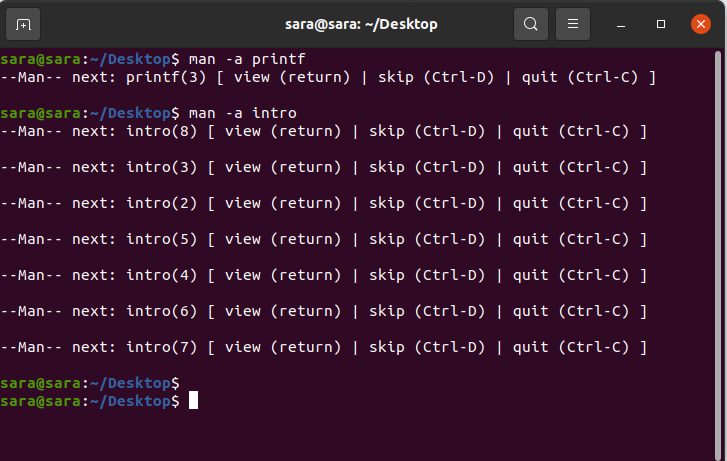 sara@sara: ~/Desktop
sara@sara:~/Desktop$ man -a printf
--Man-- next: printf(3) [ view (return) | skip (Ctrl-D) | quit (Ctrl-C) ]
sara@sara:~/Desktop$ man -a intro
--Man-- next: intro(8) [ view (return) | skip (Ctrl-D) | quit (Ctrl-C) ]
--Man-- next: intro(3) [ view (return) | skip (Ctrl-D) | quit (Ctrl-C) ]
--Man-- next: intro(2) [ view (return) | skip (Ctrl-D) | quit (Ctrl-C) ]
--Man-- next: intro(5) [ view (return) | skip (Ctrl-D) | quit (Ctrl-C) ]
--Man-- next: intro(4) [ view (return) | skip (Ctrl-D) | quit (Ctrl-C) ]
--Man-- next: intro(6) [ view (return) | skip (Ctrl-D) | quit (Ctrl-C) ]
--Man-- next: intro(7) [ view (return) | skip (Ctrl-D) | quit (Ctrl-C) ]
sara@sara:~/Desktop$
sara@sara:~/Desktop$